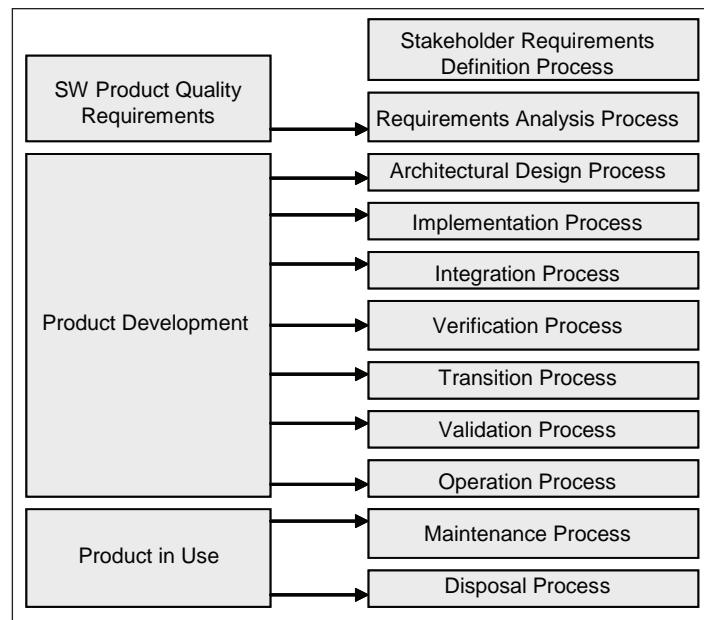 SW Product Quality
Requirements
Product Development
Product in Use
Stakeholder Requirements
Definition Process
Requirements Analysis Process
Architectural Design Process
Implementation Process
Integration Process
Verification Process
Transition Process
Validation Process
Operation Process
Maintenance Process
Disposal Process